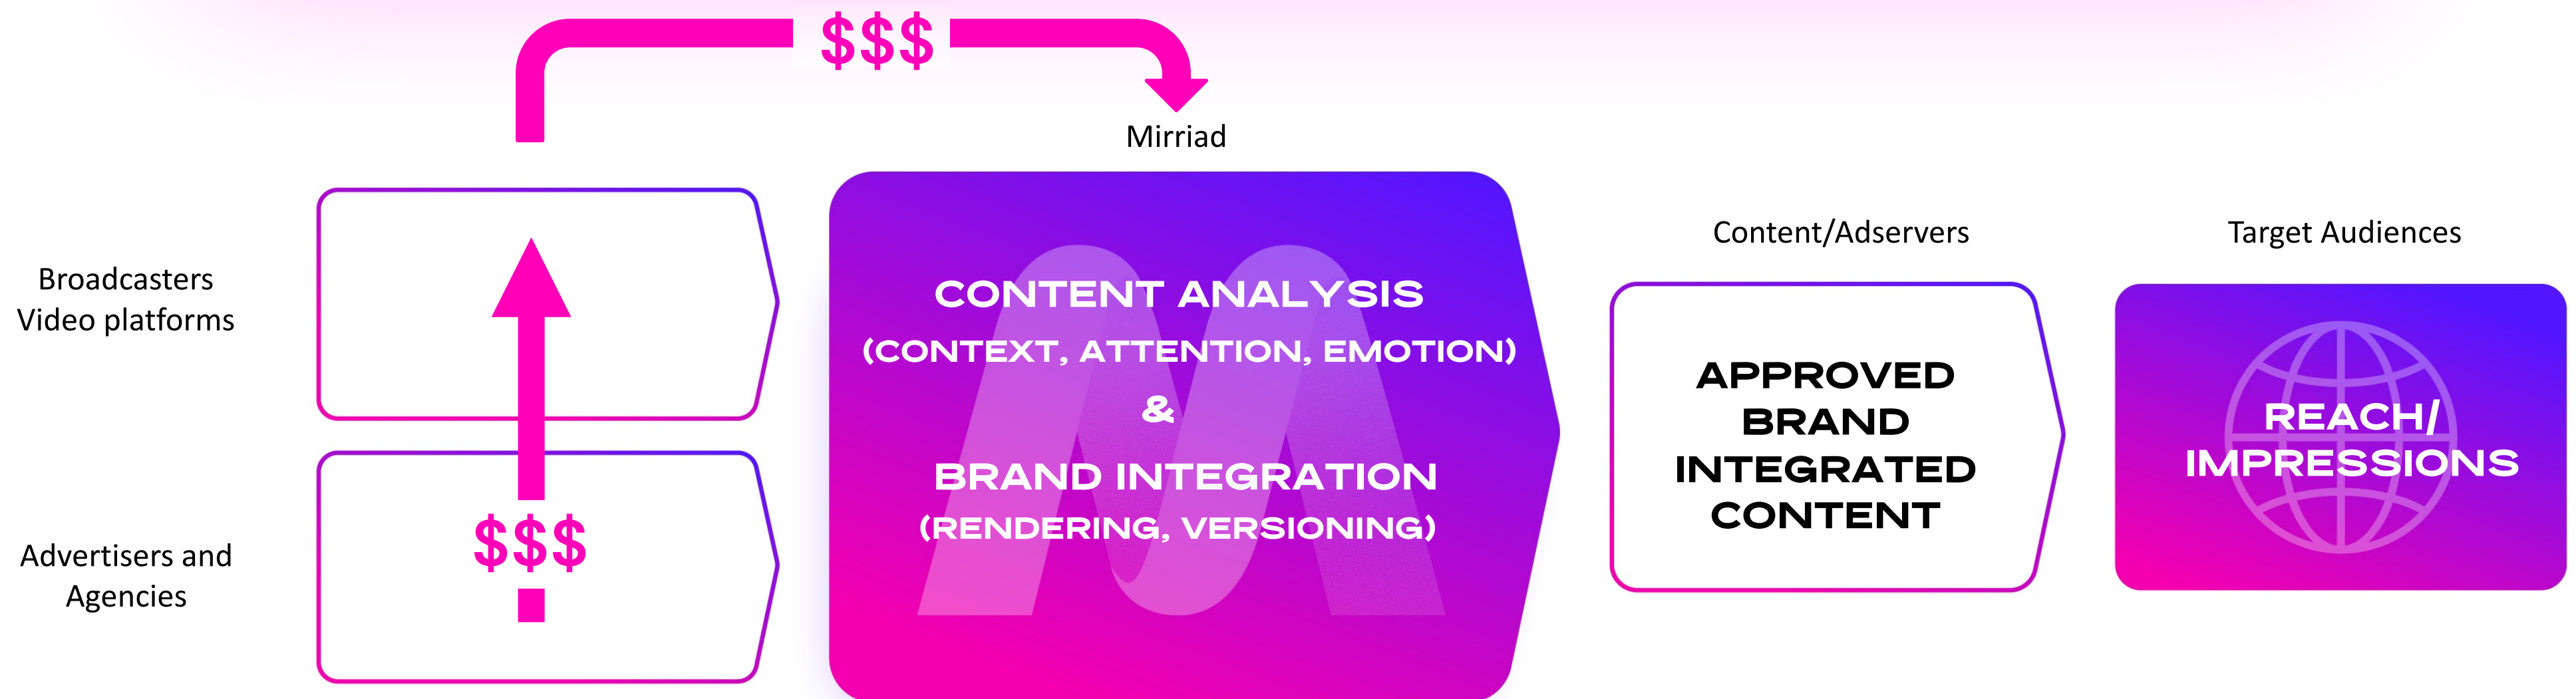 $$$
Mirriad
Broadcasters
Video platforms
Advertisers and
Agencies
$$$
CONTENT ANALYSIS
(CONTEXT, ATTENTION, EMOTION)
&
BRAND INTEGRATION
(RENDERING, VERSIONING)
Content/Adservers
APPROVED
BRAND
INTEGRATED
CONTENT
Target Audiences
REACH/
IMPRESSIONS